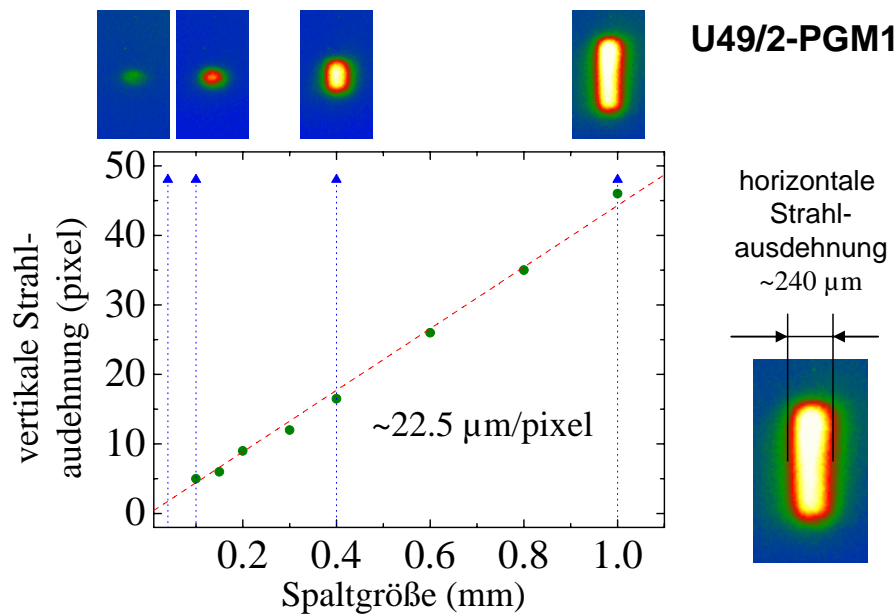 U49/2-PGM1
50
40
30
20
10
0
vertikale Strahl-
audehnung (pixel)
~22.5 µm/pixel
0.2
0.4
0.6
0.8
1.0
Spaltgröße (mm)
horizontale
Strahl-
ausdehnung
~240 µm